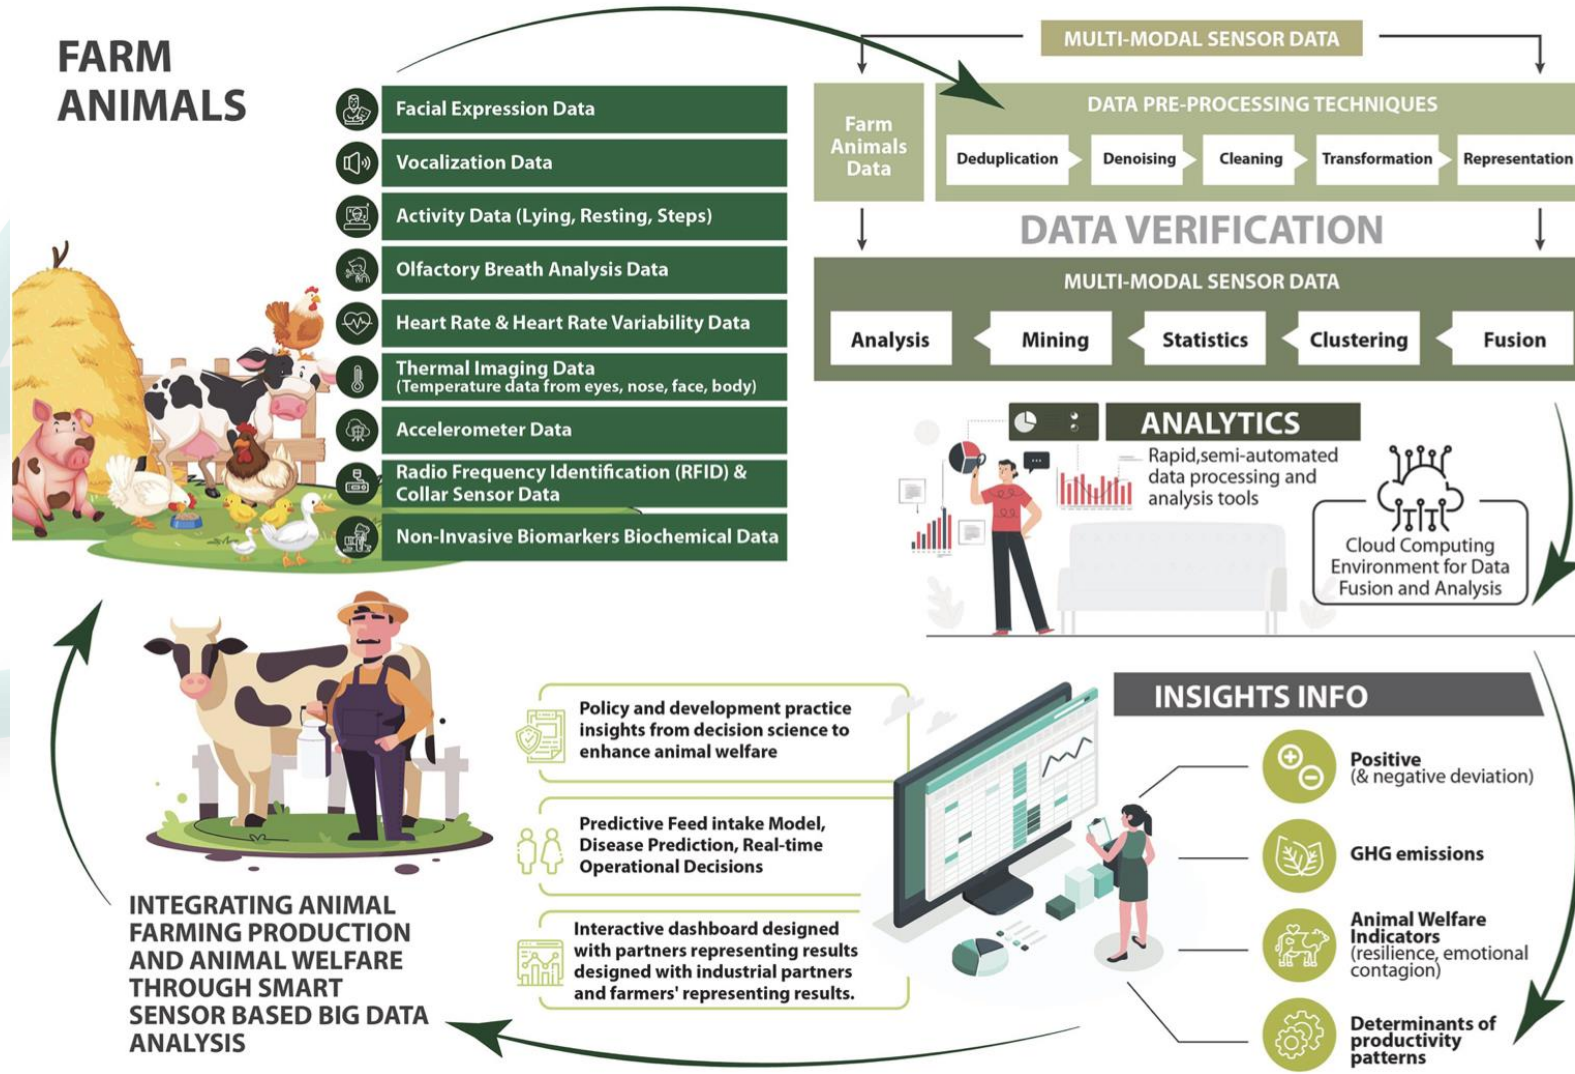 FARM
ANIMALS
Facial Expression Data
Vocalization Data
Activity Data (Lying, Resting, Steps)
Olfactory Breath Analysis Data
Heart Rate & Heart Rate Variability Data
Thermal Imaging Data
(Temperature data from eyes, nose, face, body)
Accelerometer Data
Radio Frequency Identification (RFID) &
Collar Sensor Data
Non-Invasive Biomarkers Biochemical Data
MULTI-MODAL SENSOR DATA
Farm
Animals
Data
DATA PRE-PROCESSING TECHNIQUES
Deduplication
Denoising
Cleaning
Transformation
Representation
DATA VERIFICATION
MULTI-MODAL SENSOR DATA
Analysis
Mining
Statistics
Clustering
Fusion
ANALYTICS
Rapid,semi-automated
data processing and
analysis tools
Cloud Computing
Environment for Data
Fusion and Analysis
INSIGHTS INFO
Positive
(& negative deviation)
GHG emissions
Animal Welfare
Indicators
(resilience, emotional
contagion)
Determinants of
productivity
patterns
Policy and development practice
insights from decision science to
enhance animal welfare
Predictive Feed intake Model,
Disease Prediction, Real-time
Operational Decisions
Interactive dashboard designed
with partners representing results
designed with industrial partners
and farmers' representing results.
INTEGRATING ANIMAL
FARMING PRODUCTION
AND ANIMAL WELFARE
THROUGH SMART
SENSOR BASED BIG DATA
ANALYSIS